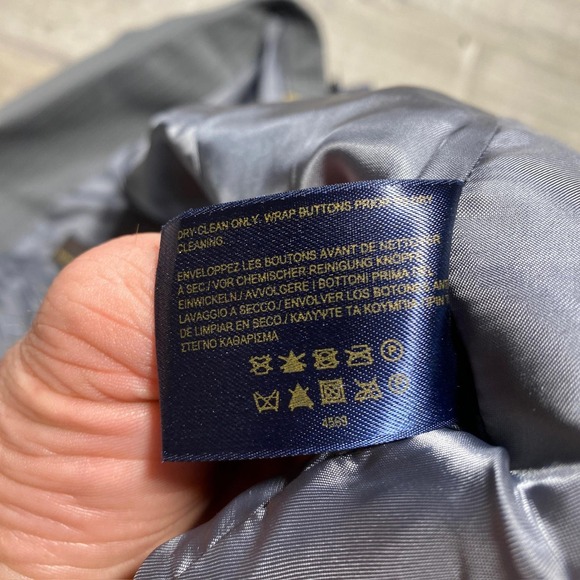 DRY-CLEAN ONLY. WRAP BUTTONS PRIOR TO DRY
CLEANING.
ENVELOPPEZ LES BOUTONS AVANT DE NETTOYER
A SEC / VOR CHEMISCHER REINIGUNG KNÖPFE
EINWICKELN / AVVOLGERE I BOTTONI PRIMA DEL
LAVAGGIO A SECCO / ENVOLVER LOS BOTONES ANTES
DE LIMPIAR EN SECO. / ΚΑΛΥΨΤΕ ΤΑ ΚΟΥΜΠΙΑ ΠΡΙΝ ΤΟ
ΣΤΕΓΝΟ ΚΑΘΑΡΙΣΜΑ
P
P
4569